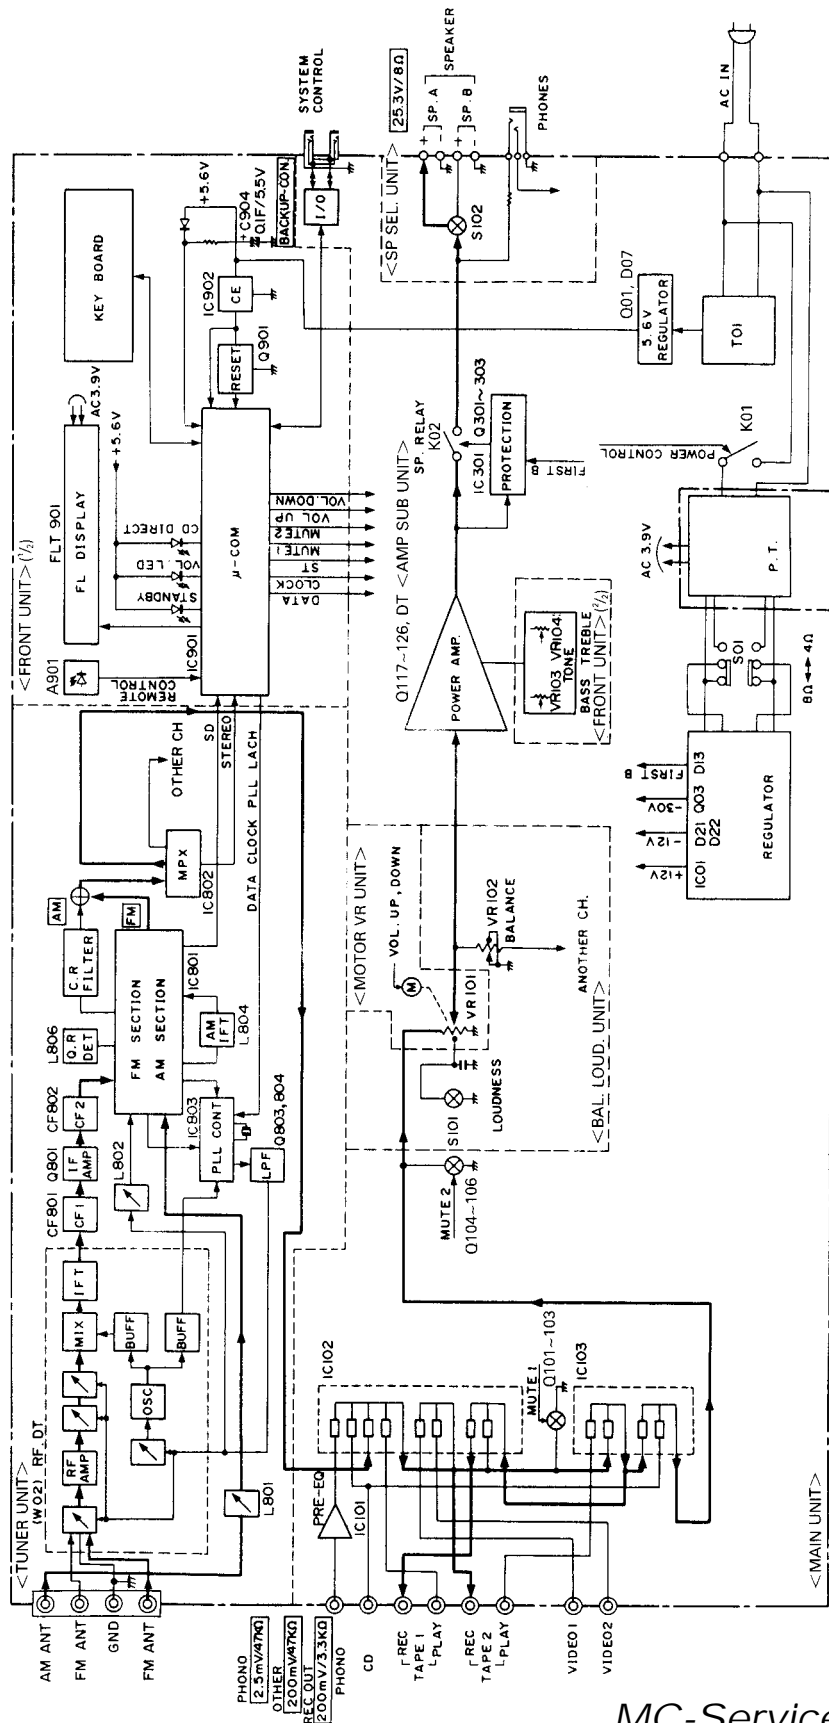 <TUNER UNIT>
(W02) RF, DT
AM ANT
FM ANT
GND
FM ANT
RF AMP
MIX
IFT
OSC
BUFF
BUFF
L801
CF801
CF1
Q801
IF AMP
CF802
CF2
L806
Q.R DET
C.R FILTER
AM
FM
L802
FM SECTION
AM SECTION
IC801
AM IFT
L804
IC803
PLL CONT
LPF
Q803,804
MPX
IC802
OTHER CH
SD
STEREO
DATA CLOCK PLL LACH
<FRONT UNIT>(½)
A901
REMOTE CONTROL
FLT 901
FL DISPLAY
AC3.9V
+5.6V
STANDBY
VOL. LED
CD DIRECT
IC901
μ-COM
DATA
CLOCK
ST
MUTE1
MUTE2
VOL UP
VOL.DOWN
KEY BOARD
RESET
Q901
IC902
CE
+5.6V
+C904
0.1F/5.5V
BACKUP-CON.
I/O
SYSTEM CONTROL
PHONO
2.5mV/47KΩ
OTHER
200mV/47KΩ
REC OUT
200mV/3.3KΩ
PHONO
CD
REC
TAPE 1
PLAY
REC
TAPE 2
PLAY
VIDEO1
VIDEO2
PRE-EQ
IC101
IC102
MUTE 1
Q101~103
IC103
<MAIN UNIT>
MUTE 2
Q104~106
<MOTOR VR UNIT>
VOL. UP, DOWN
M
VR101
S101
LOUDNESS
VR102
BALANCE
ANOTHER CH.
<BAL. LOUD. UNIT>
Q117~126, DT <AMP SUB UNIT>
POWER AMP.
VR103 VR104
TONE
BASS TREBLE
<FRONT UNIT>(²/₂)
SP. RELAY
K02
IC301 Q301~303
PROTECTION
FIRST B
<SP SEL. UNIT>
25.3V/8Ω
S102
+
-
SP. A
+
-
SP. B
SPEAKER
PHONES
Q01, D07
5.6V REGULATOR
T01
AC IN
K01
POWER CONTROL
AC 3.9V
P.T.
S01
8Ω ↔ 4Ω
+12V
-12V
-30V
FIRST B
IC01 D21 Q03 D13
D22
REGULATOR
MC-Service